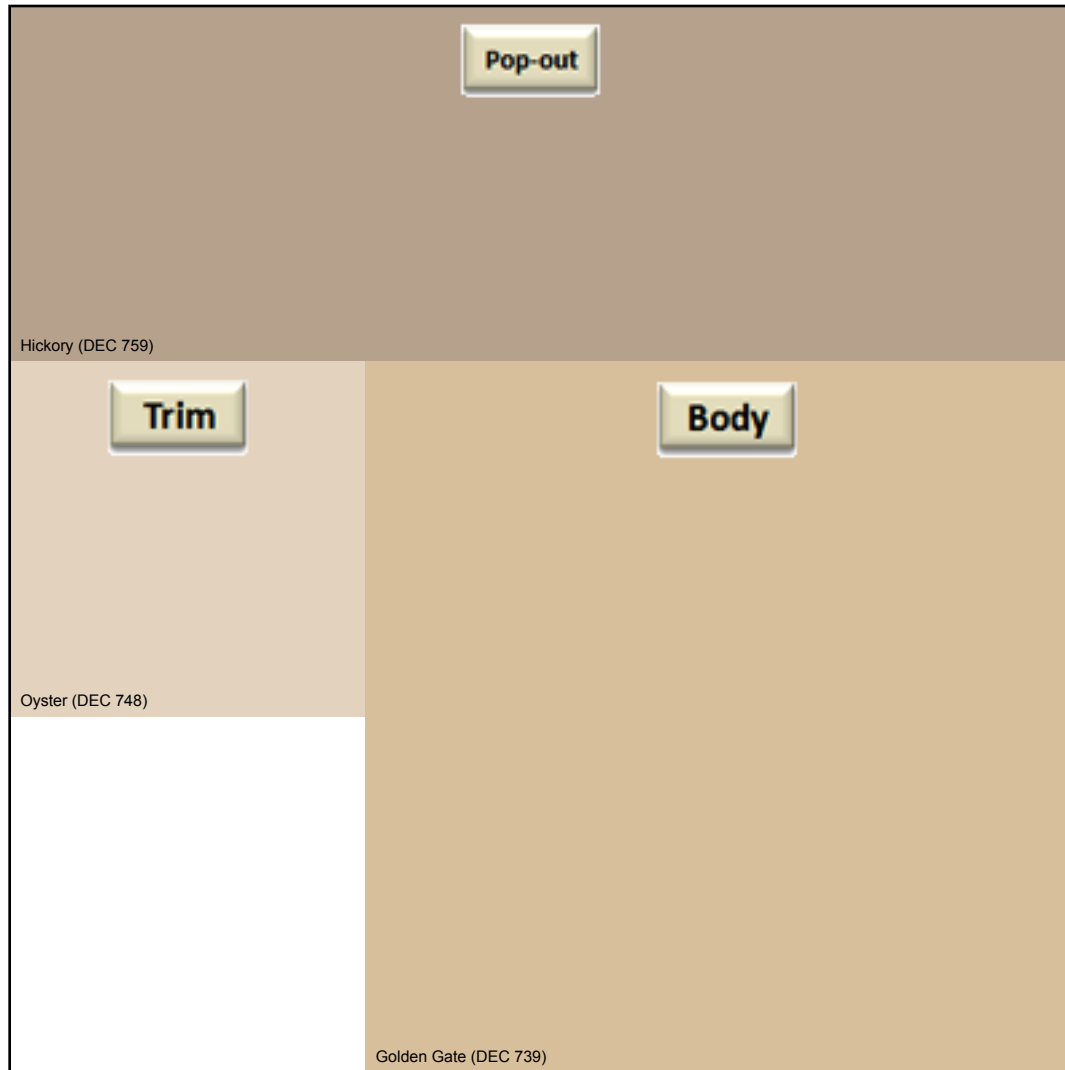 Pop-out
Hickory (DEC 759)
Trim
Body
Oyster (DEC 748)
Golden Gate (DEC 739)